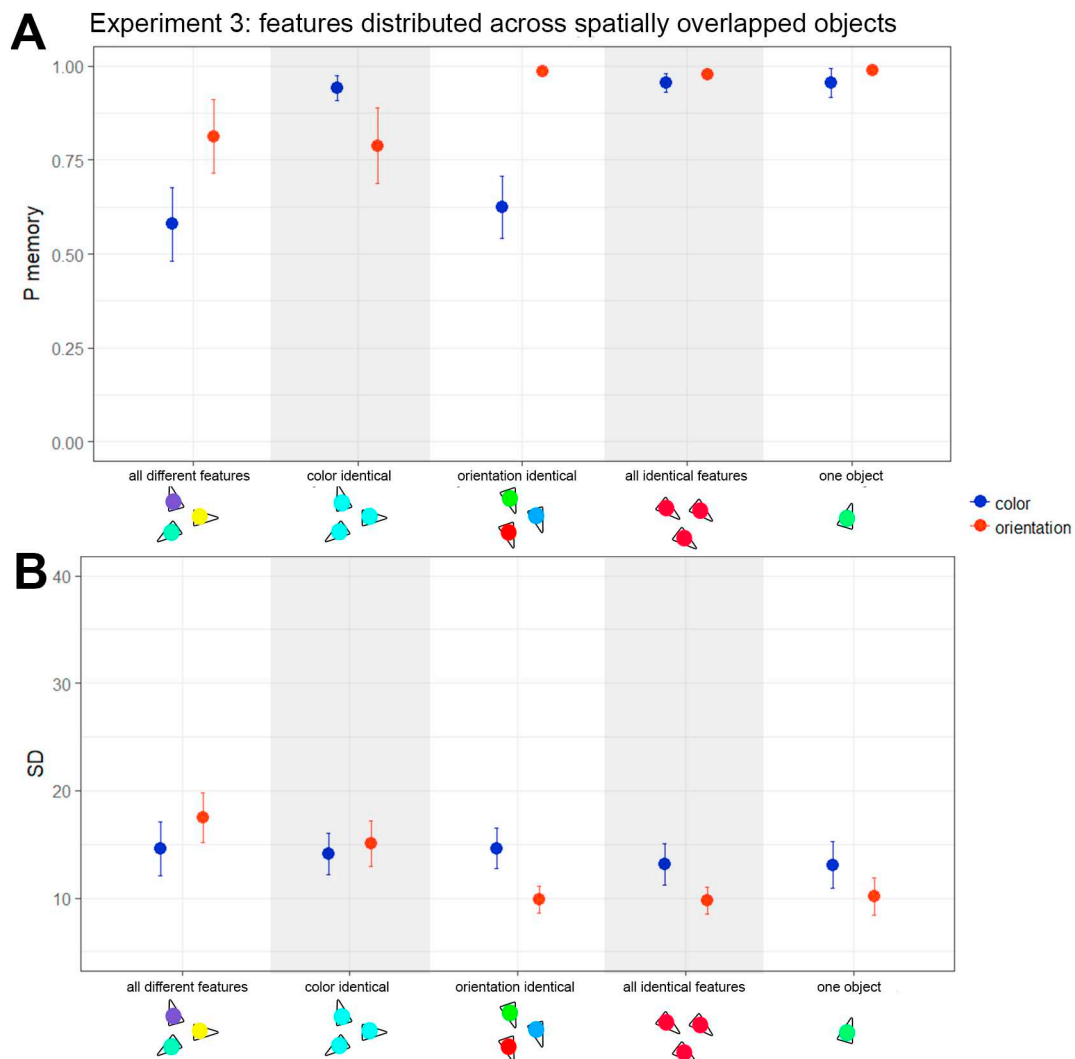 A
Experiment 3: features distributed across spatially overlapped objects
1.00
0.75
0.50
0.25
0.00
P memory
all different features
color identical
orientation identical
all identical features
one object
color
orientation
B
40
30
20
10
SD
all different features
color identical
orientation identical
all identical features
one object